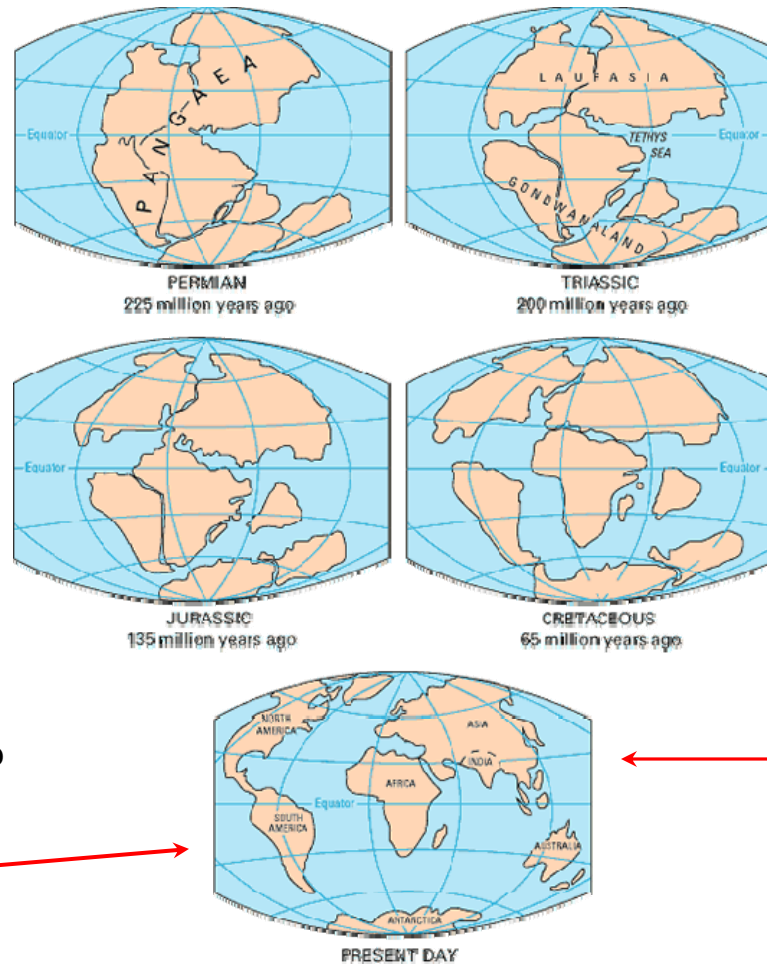 PANGAEA
Equator
PERMIAN
225 million years ago
LAUFASIA
TETHYS
SEA
Equator
GONDWANALAND
TRIASSIC
200 million years ago
Equator
JURASSIC
135 million years ago
Equator
CRETACEOUS
65 million years ago
NORTH
AMERICA
ASIA
INDIA
AFRICA
Equator
SOUTH
AMERICA
AUSTRALIA
ANTARCTICA
PRESENT DAY